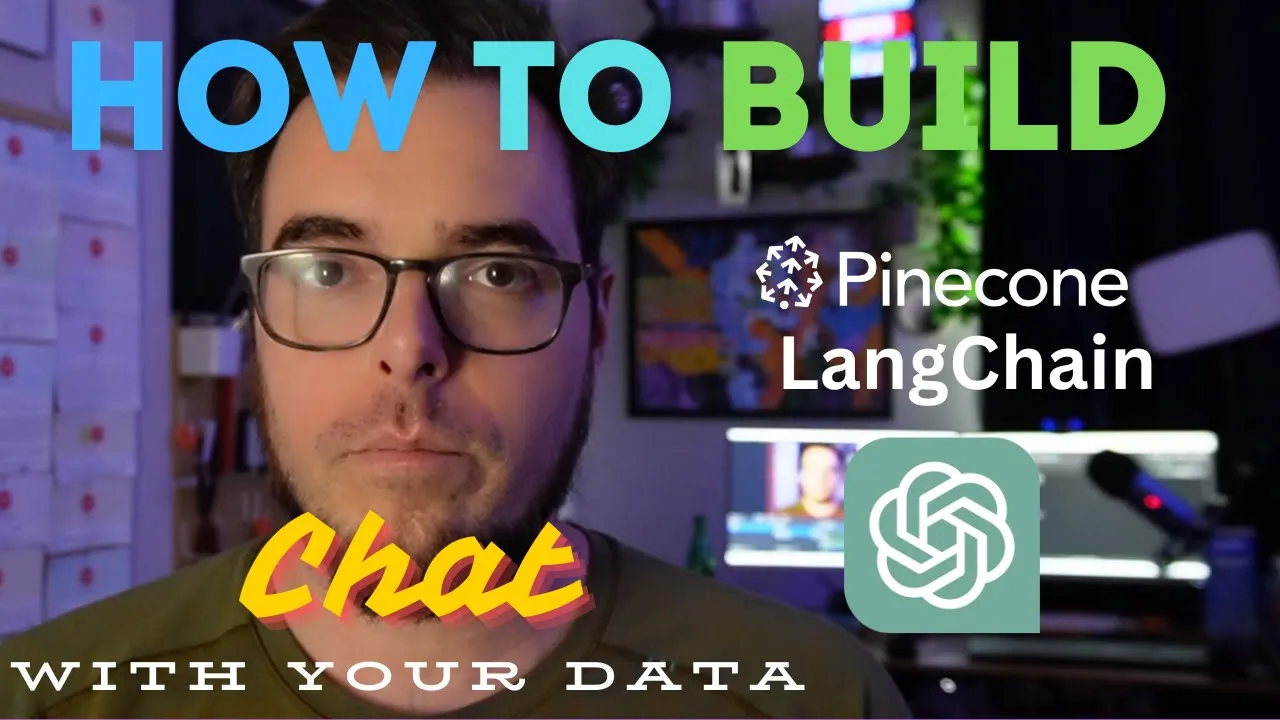 HOW TO BUILD
Pinecone
LangChain
Chat
WITH YOUR DATA